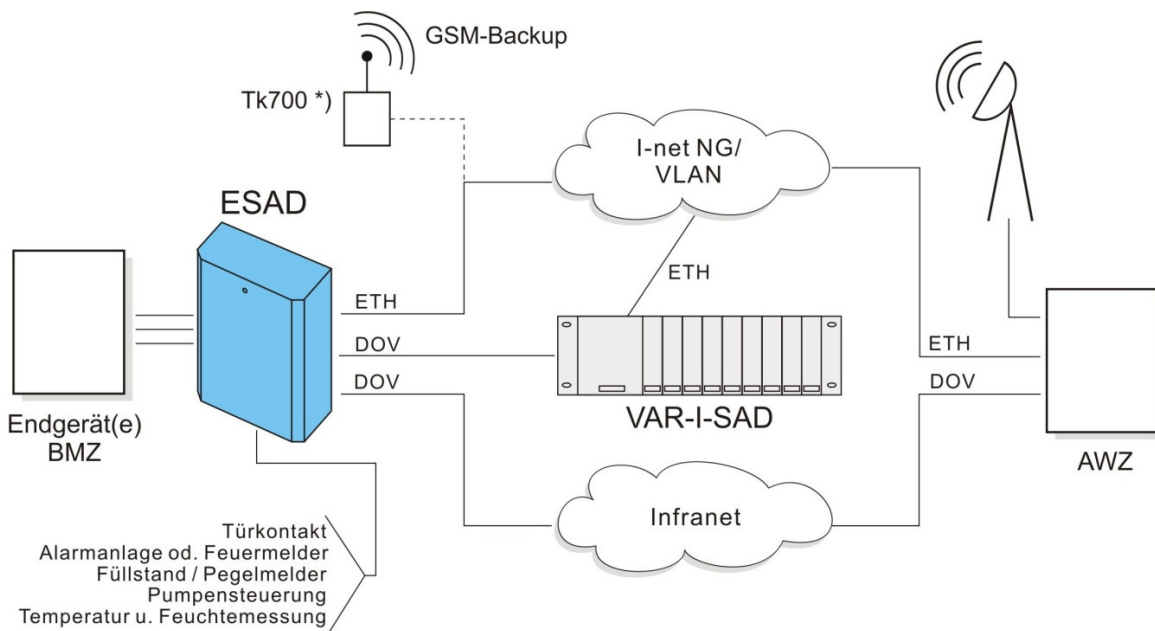 GSM-Backup
Tk700 *)
I-net NG/
VLAN
ESAD
ETH
ETH
DOV
ETH
DOV
DOV
VAR-I-SAD
Endgerät(e)
BMZ
AWZ
Infranet
Türkontakt
Alarmanlage od. Feuermelder
Füllstand / Pegelmelder
Pumpensteuerung
Temperatur u. Feuchtemessung